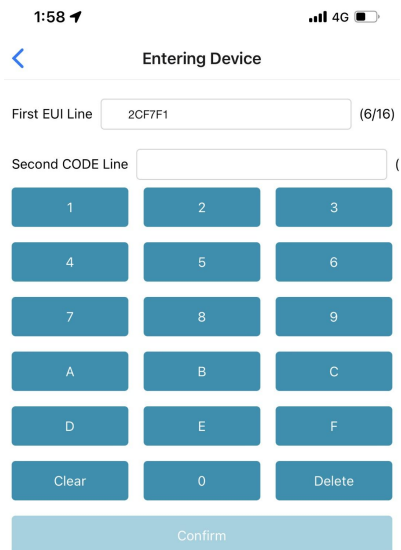 1:58 4G
Entering Device
First EUI Line 2CF7F1 (6/16)
Second CODE Line (
1 2 3
4 5 6
7 8 9
A B C
D E F
Clear 0 Delete
Confirm